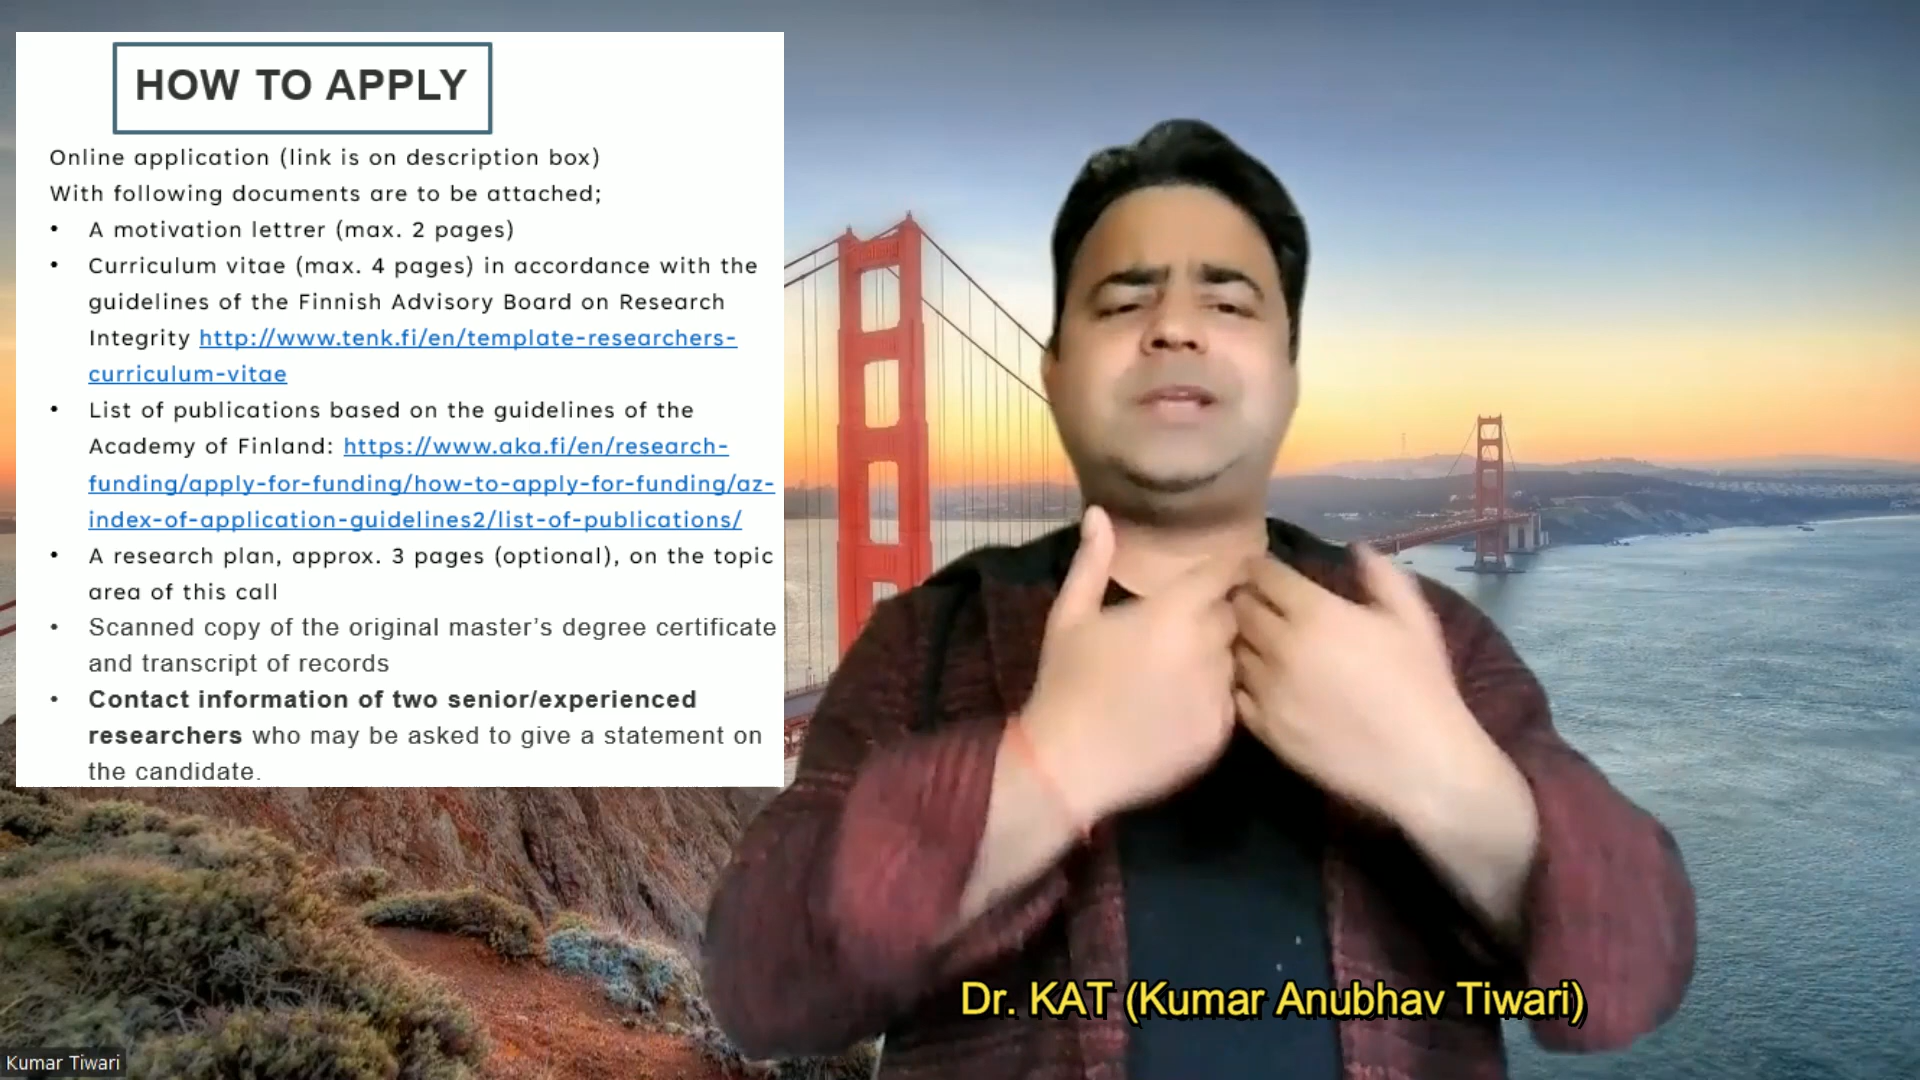 HOW TO APPLY
Online application (link is on description box)
With following documents are to be attached;
• A motivation lettrer (max. 2 pages)
• Curriculum vitae (max. 4 pages) in accordance with the
guidelines of the Finnish Advisory Board on Research
Integrity http://www.tenk.fi/en/template-researchers-
curriculum-vitae
• List of publications based on the guidelines of the
Academy of Finland: https://www.aka.fi/en/research-
funding/apply-for-funding/how-to-apply-for-funding/az-
index-of-application-guidelines2/list-of-publications/
• A research plan, approx. 3 pages (optional), on the topic
area of this call
• Scanned copy of the original master’s degree certificate
and transcript of records
• Contact information of two senior/experienced
researchers who may be asked to give a statement on
the candidate.
Dr. KAT (Kumar Anubhav Tiwari)
Kumar Tiwari